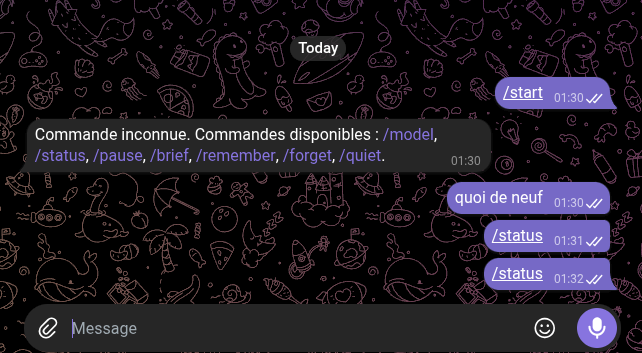 Today
/start 01:30
Commande inconnue. Commandes disponibles : /model,
/status, /pause, /brief, /remember, /forget, /quiet.
01:30
quoi de neuf 01:30
/status 01:31
/status 01:32
Message